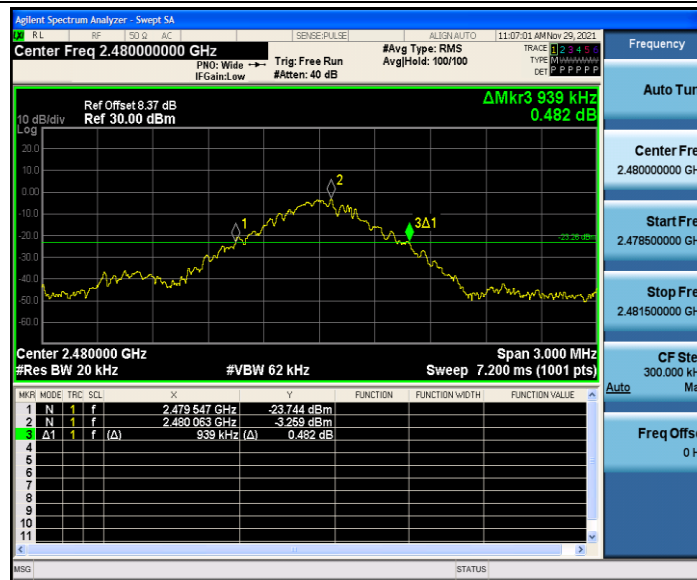 Agilent Spectrum Analyzer - Swept SA
LXI RL RF 50 Ω AC SENSE:PULSE ALIGN AUTO 11:07:01 AM Nov 29, 2021
Center Freq 2.480000000 GHz #Avg Type: RMS TRACE 1 2 3 4 5 6
PNO: Wide Trig: Free Run Avg|Hold: 100/100 TYPE M
IFGain:Low #Atten: 40 dB DET P P P P P P
Ref Offset 8.37 dB ΔMkr3 939 kHz
10 dB/div Ref 30.00 dBm 0.482 dB
Log
20.0
10.0
0.00
-10.0
-20.0
-30.0
-40.0
-50.0
-60.0
1
2
3Δ1
-23.26 dBm
Center 2.480000 GHz Span 3.000 MHz
#Res BW 20 kHz #VBW 62 kHz Sweep 7.200 ms (1001 pts)
MKR MODE TRC SCL X Y FUNCTION FUNCTION WIDTH FUNCTION VALUE
1 N 1 f 2.479 547 GHz -23.744 dBm
2 N 1 f 2.480 063 GHz -3.259 dBm
3 Δ1 1 f (Δ) 939 kHz (Δ) 0.482 dB
4
5
6
7
8
9
10
11
MSG STATUS
Frequency
Auto Tun
Center Fre
2.480000000 GH
Start Fre
2.478500000 GH
Stop Fre
2.481500000 GH
CF Ste
300.000 kH
Auto Ma
Freq Offs
0 H